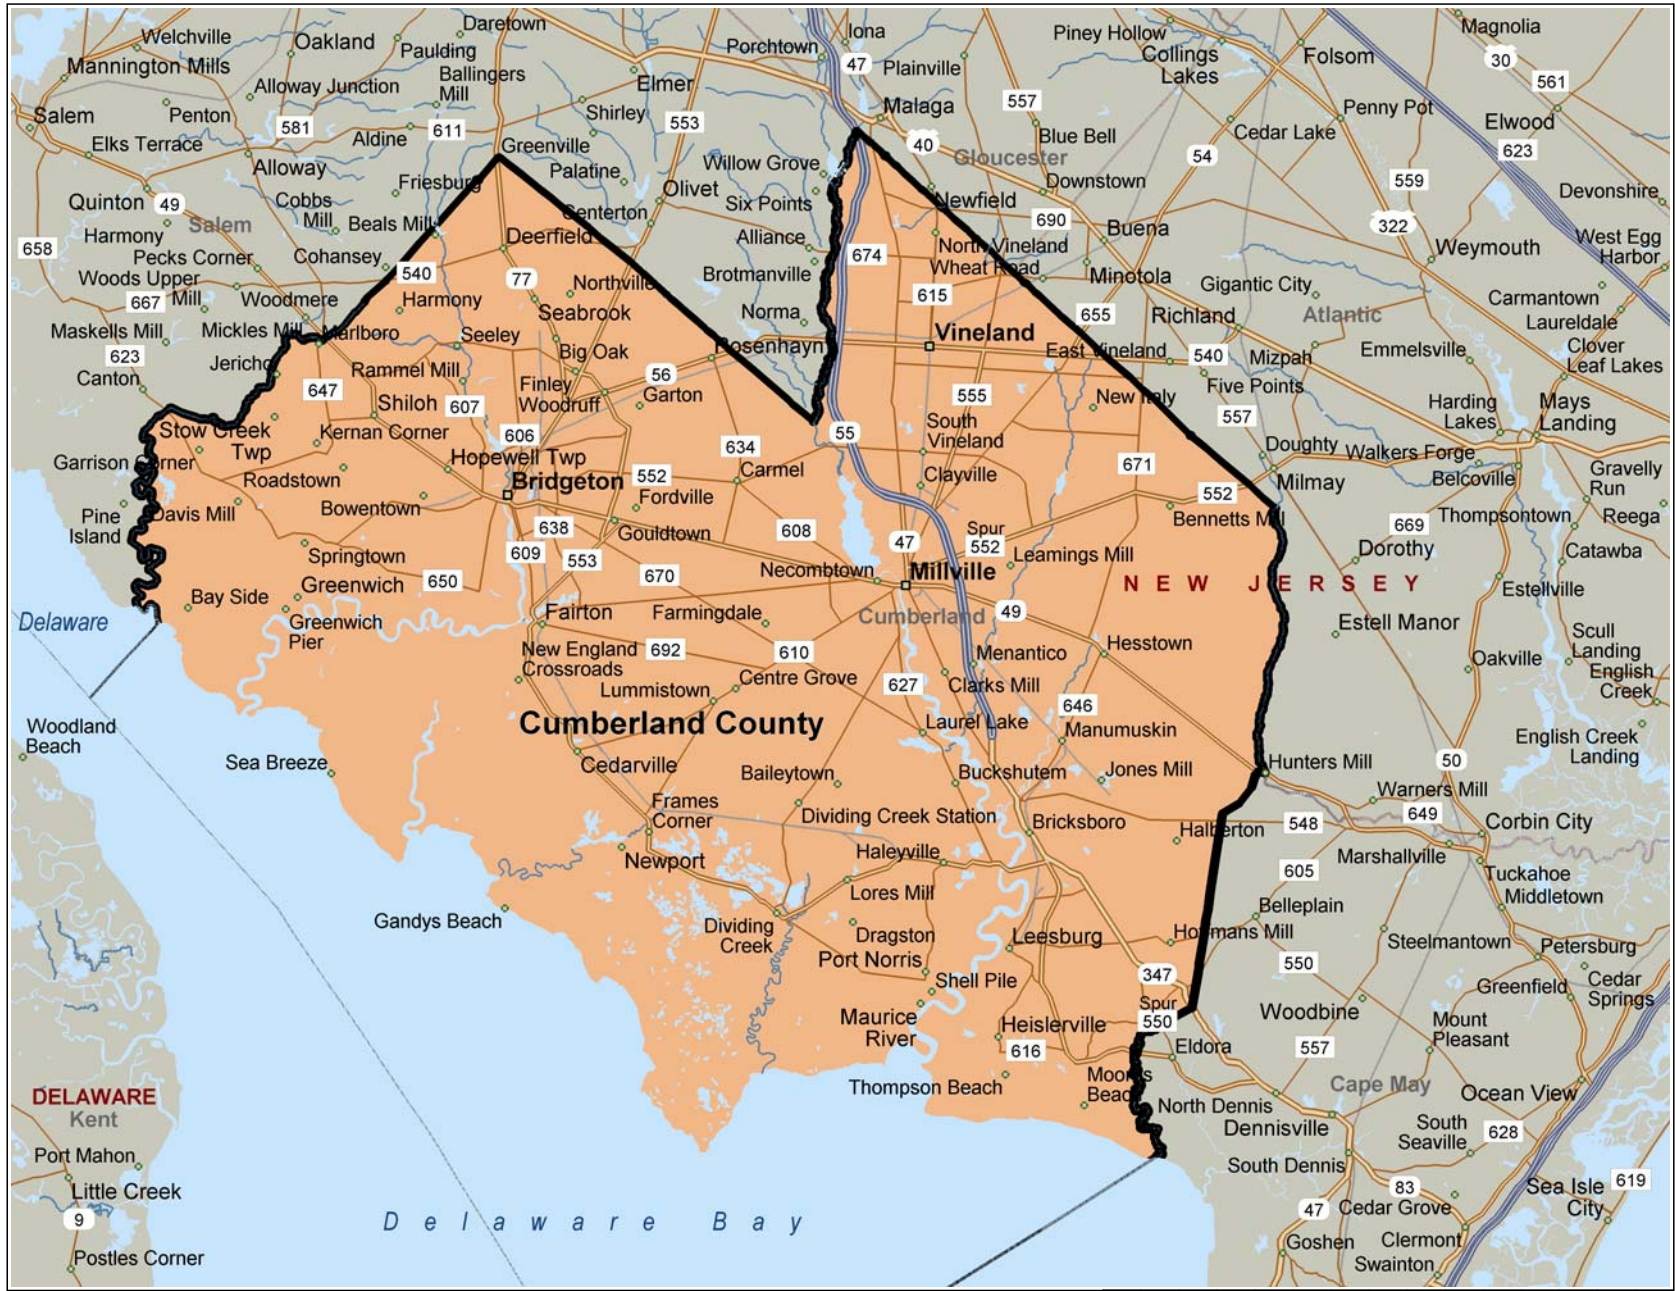 Welchville
Oakland
Daretown
Paulding
Porchtown
Iona
Piney Hollow
Magnolia
Mannington Mills
Ballingers
Mill
47
Plainville
Collings
Lakes
Folsom
30
561
Alloway Junction
Elmer
Salem
Penton
Shirley
553
Malaga
557
Penny Pot
Elwood
581
Aldine
611
Blue Bell
Cedar Lake
Elks Terrace
Greenville
40
Gloucester
54
623
Alloway
Palatine
Willow Grove
Downstown
559
Devonshire
Quinton
49
Cobbs
Mill
Friesburg
Olivet
Six Points
Newfield
Salem
Beals Mill
Centerton
690
Buena
322
Harmony
658
Deerfield
Alliance
North Vineland
Weymouth
West Egg
Harbor
Pecks Corner
Cohansey
540
77
Brotmanville
674
Wheat Road
Minotola
Woods Upper
Mill
667
Woodmere
Harmony
Northville
615
Gigantic City
Carmantown
Maskells Mill
Mickles Mill
Marlboro
Seabrook
Norma
655
Richland
Atlantic
Laureldale
623
Jericho
Seeley
Big Oak
Rosenhayn
Vineland
East Vineland
540
Mizpah
Emmelsville
Clover
Leaf Lakes
Canton
Rammel Mill
Finley
Woodruff
56
Garton
555
Five Points
647
Shiloh
607
New Italy
557
Harding
Lakes
Mays
Landing
Stow Creek
Twp
Kernan Corner
606
634
55
South
Vineland
Doughty
Walkers Forge
Garrison Corner
Hopewell Twp
552
Carmel
Clayville
671
Milmay
Belcoville
Gravelly
Run
Roadstown
Bridgeton
Fordville
552
Pine
Island
Davis Mill
Bowentown
Bennetts Mill
669
Thompsontown
Reega
638
Gouldtown
608
47
Spur
552
Leamings Mill
Dorothy
Catawba
Springtown
609
553
Necombtown
Millville
NEW JERSEY
Estellville
650
670
Greenwich
Bay Side
Cumberland
49
Delaware
Greenwich
Pier
Fairton
Farmingdale
Estell Manor
Scull
Landing
New England
Crossroads
692
610
Hesstown
Menantico
Oakville
English
Creek
Lummistown
Centre Grove
627
Clarks Mill
646
Woodland
Beach
Cumberland County
Laurel Lake
Manumuskin
English Creek
Landing
Sea Breeze
Cedarville
Baileytown
Buckshutem
Jones Mill
Hunters Mill
50
Warners Mill
Frames
Corner
Dividing Creek Station
Bricksboro
Halberton
548
649
Corbin City
Newport
Haleyville
Marshallville
605
Tuckahoe
Lores Mill
Middletown
Belleplain
Gandys Beach
Dividing
Creek
Dragston
Leesburg
Hoffmans Mill
Steelmantown
Petersburg
Port Norris
347
550
Greenfield
Cedar
Springs
Shell Pile
Spur
550
Woodbine
Maurice
River
Heislerville
Mount
Pleasant
616
Eldora
557
DELAWARE
Kent
Thompson Beach
Cape May
Ocean View
North Dennis
Dennisville
South
Seaville
628
Port Mahon
South Dennis
Little Creek
83
Sea Isle
City
619
9
Delaware Bay
47
Cedar Grove
Clermont
Postles Corner
Goshen
Swainton